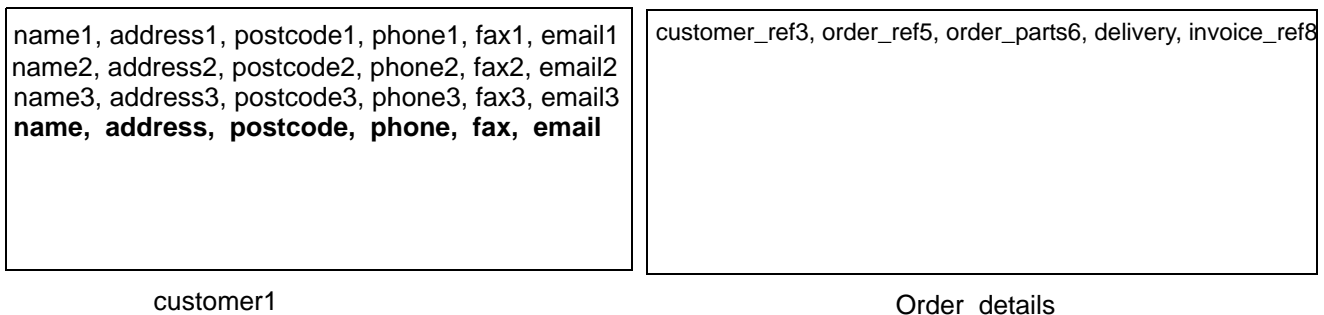 name1, address1, postcode1, phone1, fax1, email1
name2, address2, postcode2, phone2, fax2, email2
name3, address3, postcode3, phone3, fax3, email3
name, address, postcode, phone, fax, email
customer_ref3, order_ref5, order_parts6, delivery, invoice_ref8
customer1
Order details